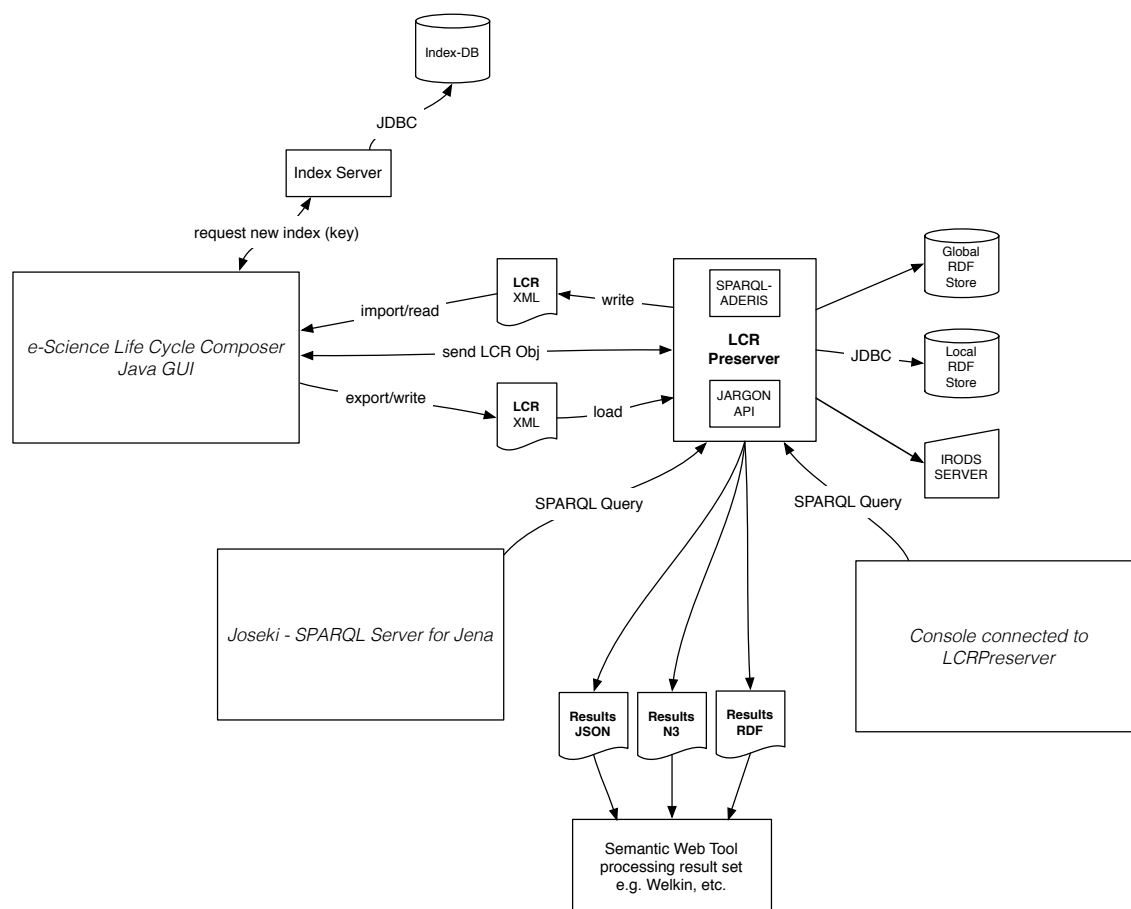 Index-DB
JDBC
Index Server
request new index (key)
e-Science Life Cycle Composer
Java GUI
LCR
XML
import/read
write
send LCR Obj
export/write
LCR
XML
load
SPARQL-
ADERIS
LCR
Preserver
JARGON
API
Global
RDF
Store
JDBC
Local
RDF
Store
IRODS
SERVER
SPARQL Query
SPARQL Query
Joseki - SPARQL Server for Jena
Console connected to
LCRPreserver
Results
JSON
Results
N3
Results
RDF
Semantic Web Tool
processing result set
e.g. Welkin, etc.